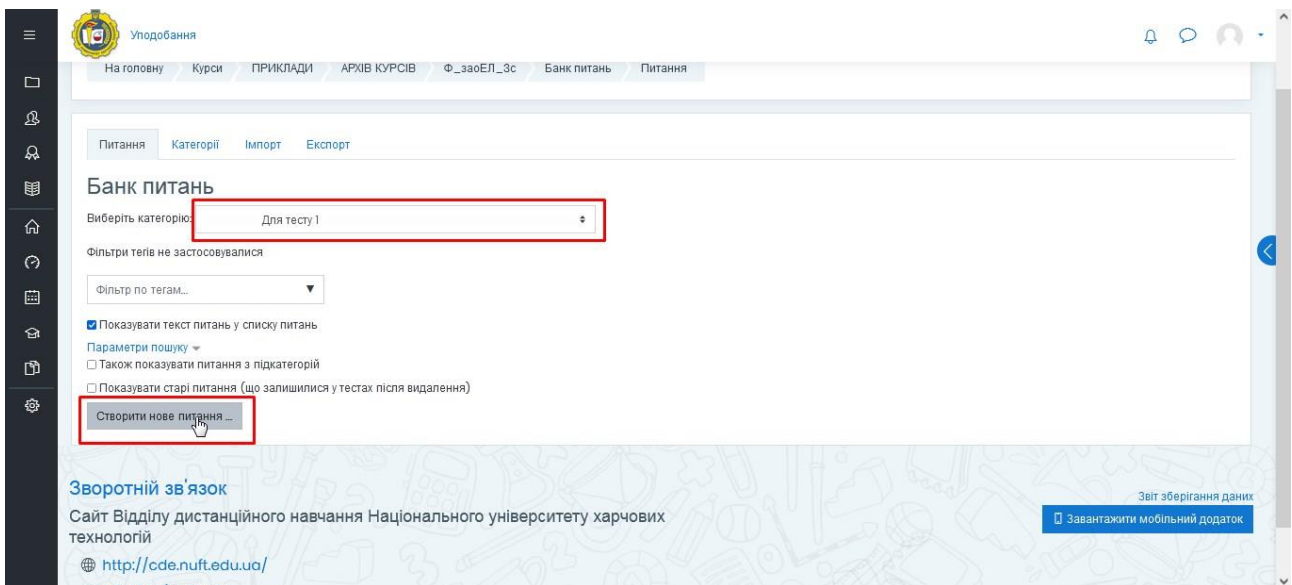 Уподобання
На головну Курси ПРИКЛАДИ АРХІВ КУРСІВ Ф_заоЕЛ_3с Банк питань Питання
Питання Категорії Імпорт Експорт
Банк питань
Виберіть категорію: Для тесту 1
Фільтри тегів не застосовувалися
Фільтр по тегам...
Показувати текст питань у списку питань
Параметри пошуку
Також показувати питання з підкатегорій
Показувати старі питання (що залишилися у тестах після видалення)
Створити нове питання ...
Зворотній зв'язок
Звіт зберігання даних
Сайт Відділу дистанційного навчання Національного університету харчових
технологій
Завантажити мобільний додаток
http://cde.nuft.edu.ua/